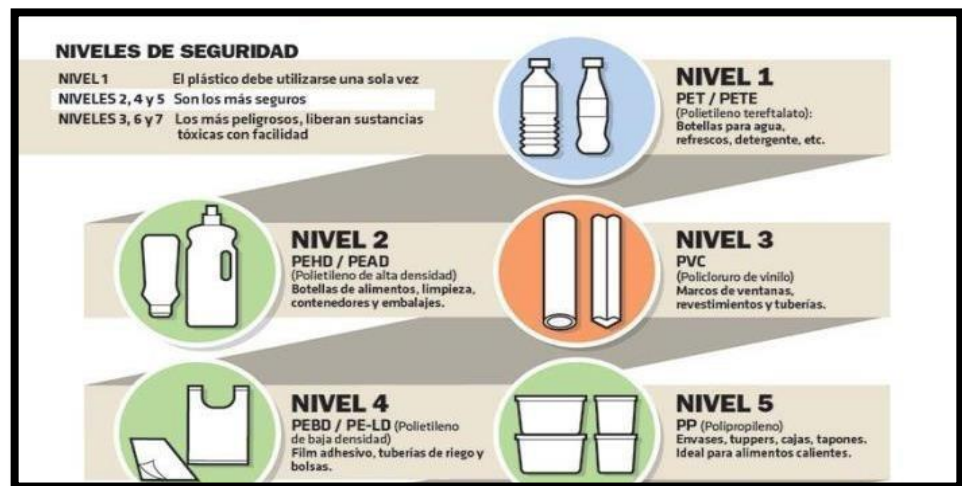 NIVELES DE SEGURIDAD
NIVEL 1 El plástico debe utilizarse una sola vez
NIVELES 2, 4 y 5 Son los más seguros
NIVELES 3, 6 y 7 Los más peligrosos, liberan sustancias
tóxicas con facilidad
NIVEL 1
PET / PETE
(Polietileno tereftalato):
Botellas para agua,
refrescos, detergente, etc.
NIVEL 2
PEHD / PEAD
(Polietileno de alta densidad)
Botellas de alimentos, limpieza,
contenedores y embalajes.
NIVEL 3
PVC
(Policloruro de vinilo)
Marcos de ventanas,
revestimientos y tuberías.
NIVEL 4
PEBD / PE-LD (Polietileno
de baja densidad)
Film adhesivo, tuberías de riego y
bolsas.
NIVEL 5
PP (Polipropileno)
Envases, tuppers, cajas, tapones.
Ideal para alimentos calientes.